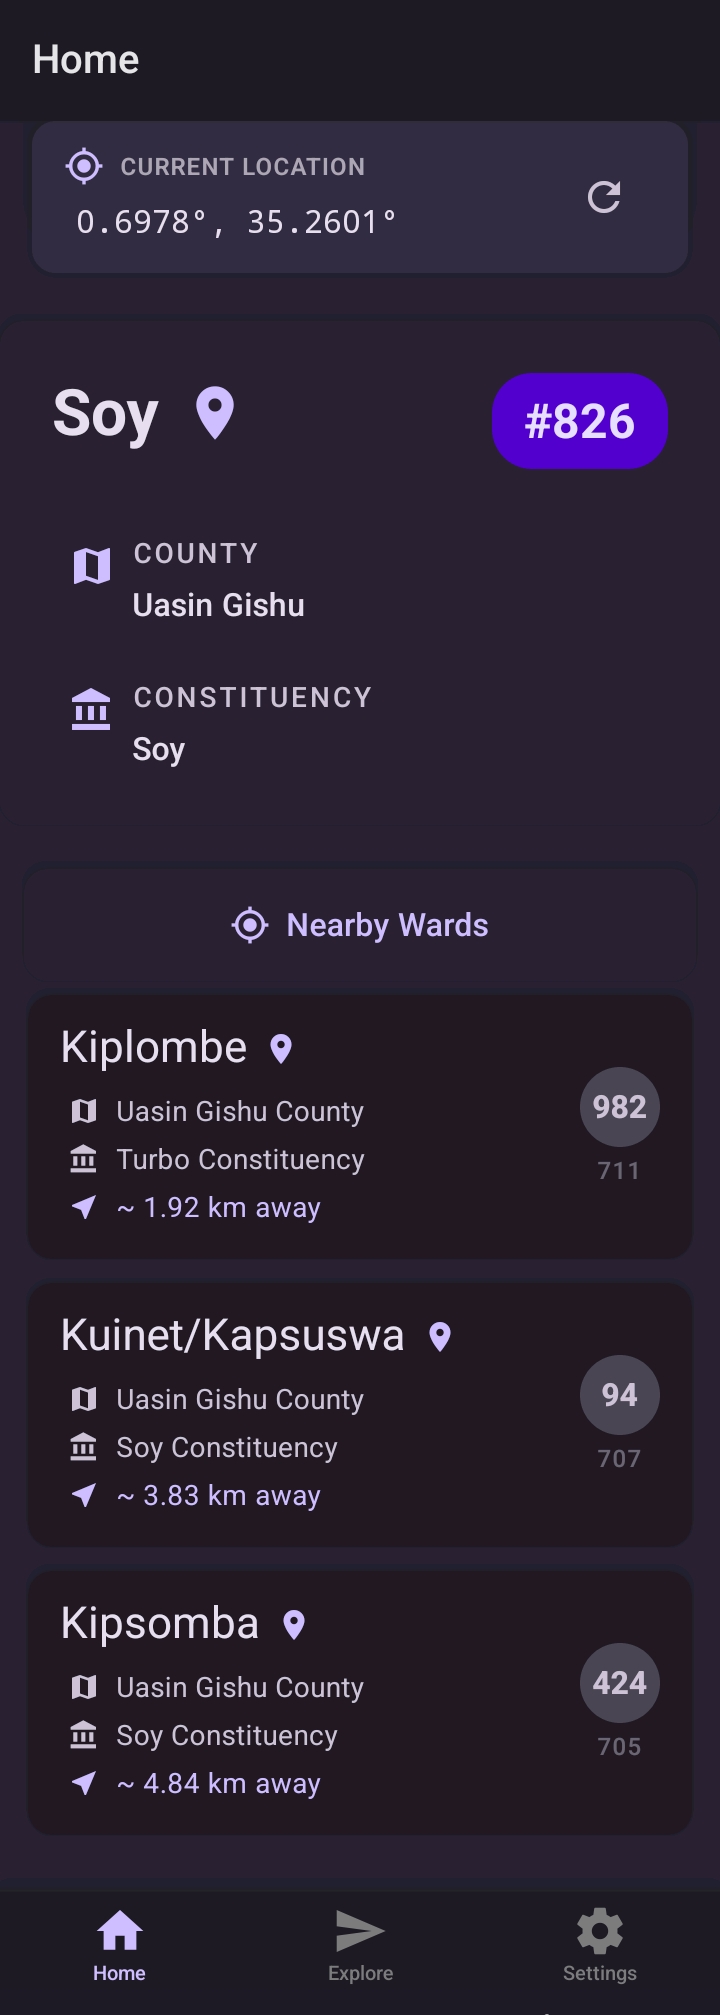 Home
CURRENT LOCATION
0.6978°, 35.2601°
Soy
#826
COUNTY
Uasin Gishu
CONSTITUENCY
Soy
Nearby Wards
Kiplombe
Uasin Gishu County
Turbo Constituency
~ 1.92 km away
982
711
Kuinet/Kapsuswa
Uasin Gishu County
Soy Constituency
~ 3.83 km away
94
707
Kipsomba
Uasin Gishu County
Soy Constituency
~ 4.84 km away
424
705
Home
Explore
Settings